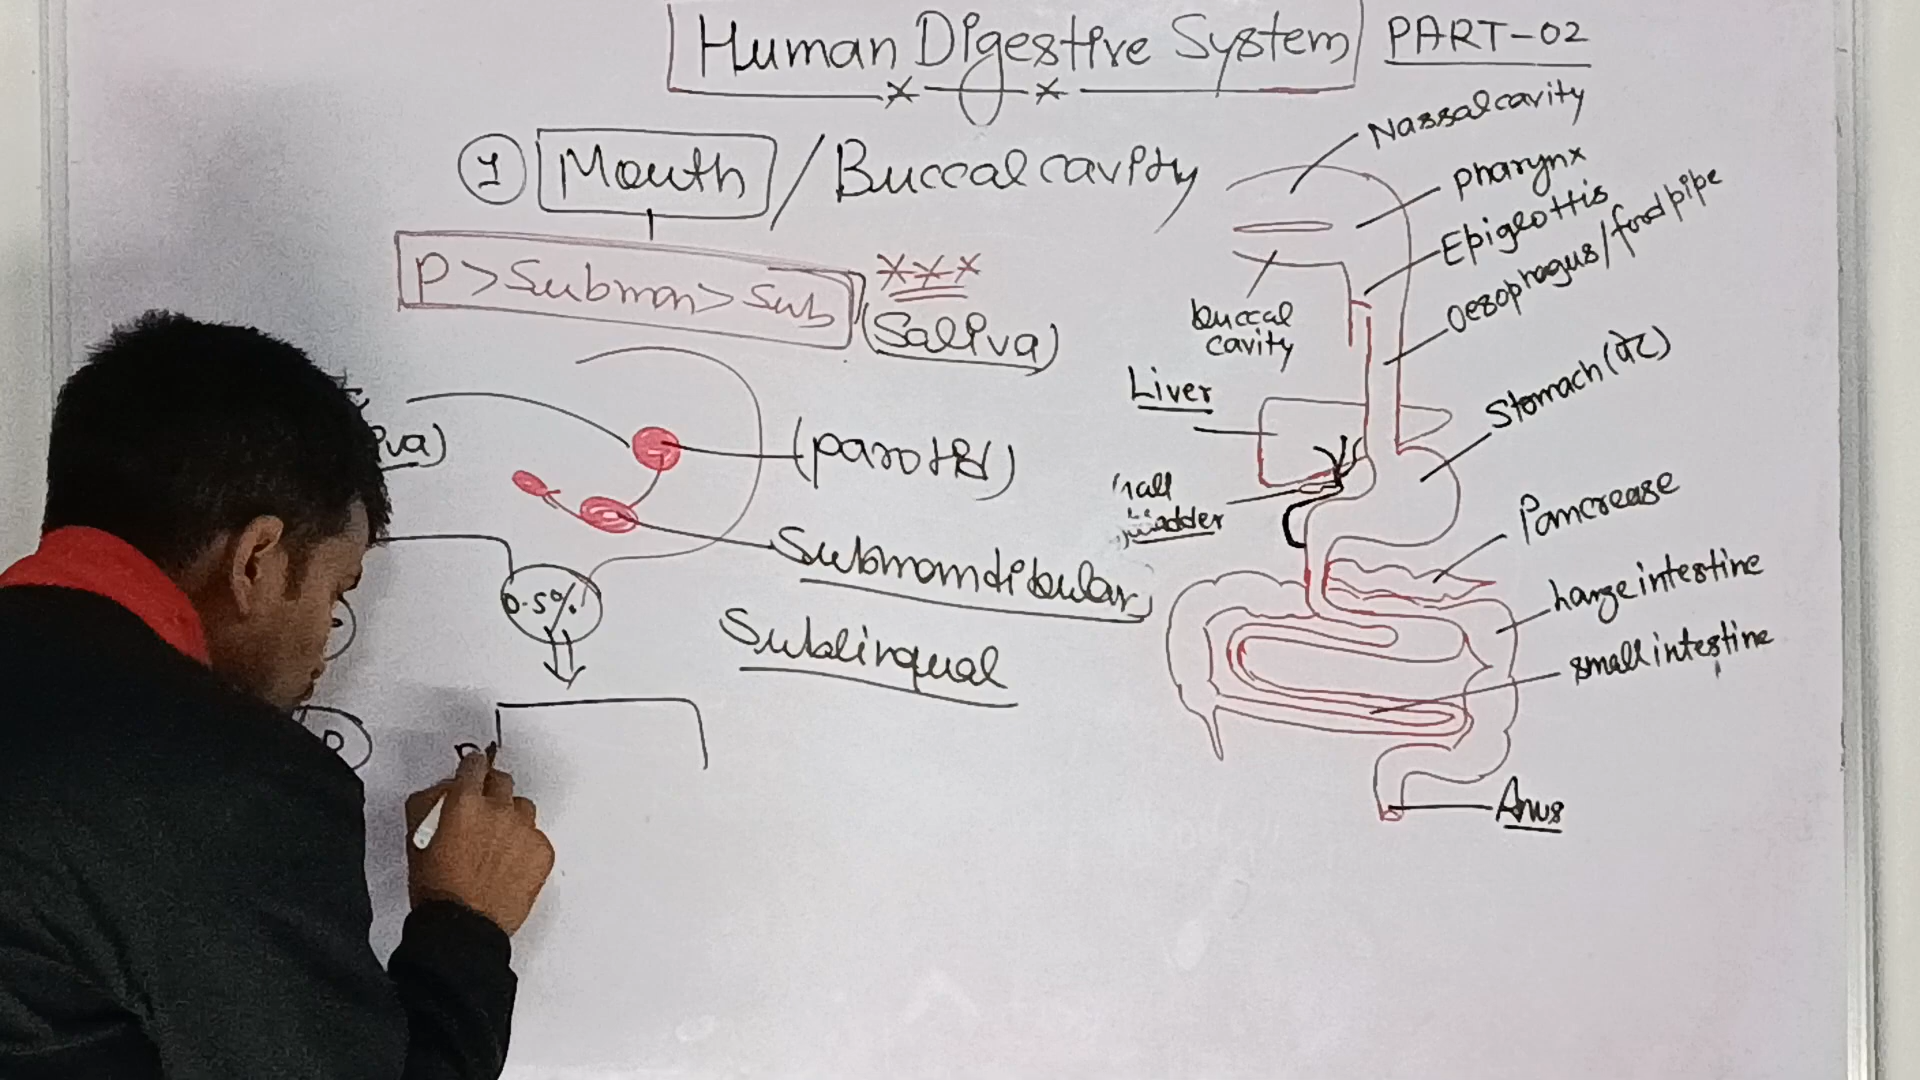 Human Digestive System PART-02
1 Mouth / Buccal cavity
P > Subman > Sub
(Saliva)
(parotid)
Submandibular
Sublingual
0.5%
Nassal cavity
Pharynx
Epiglottis
Oesophagus/food pipe
buccal
cavity
Liver
Stomach (पेट)
Pancrease
Large intestine
small intestine
Anus